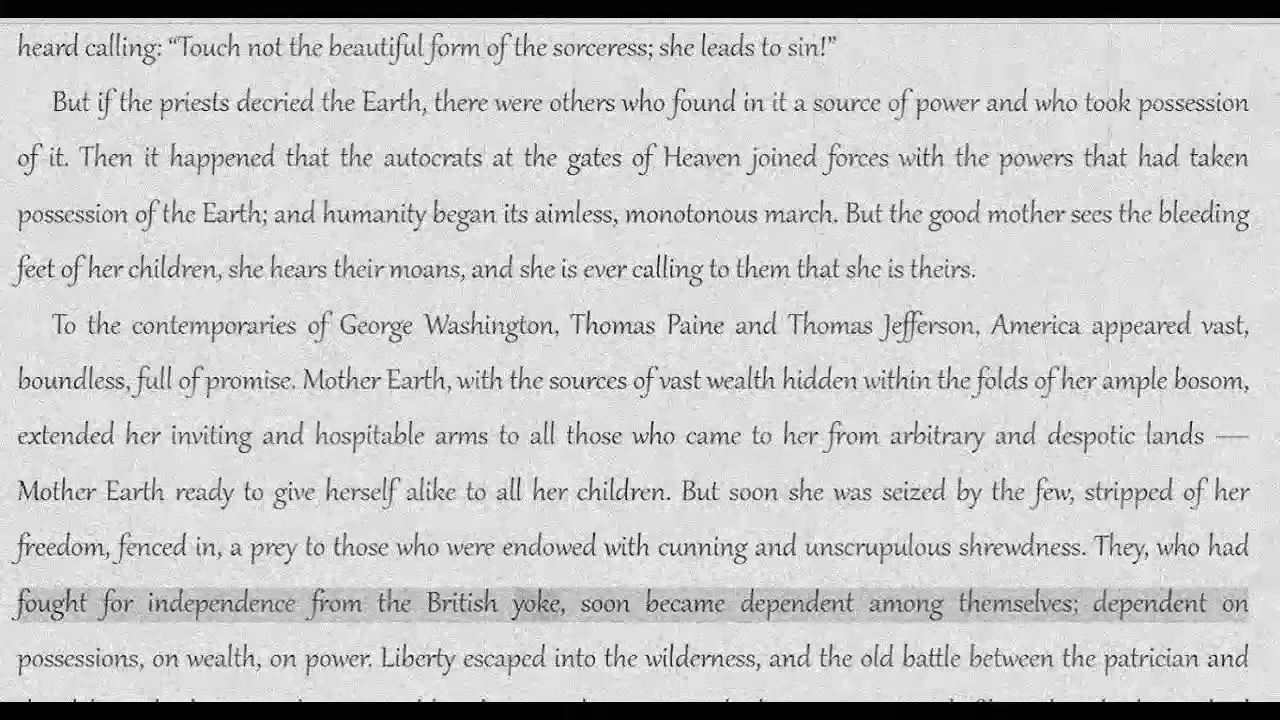 heard calling: “Touch not the beautiful form of the sorceress; she leads to sin!”
But if the priests decried the Earth, there were others who found in it a source of power and who took possession
of it. Then it happened that the autocrats at the gates of Heaven joined forces with the powers that had taken
possession of the Earth; and humanity began its aimless, monotonous march. But the good mother sees the bleeding
feet of her children, she hears their moans, and she is ever calling to them that she is theirs.
To the contemporaries of George Washington, Thomas Paine and Thomas Jefferson, America appeared vast,
boundless, full of promise. Mother Earth, with the sources of vast wealth hidden within the folds of her ample bosom,
extended her inviting and hospitable arms to all those who came to her from arbitrary and despotic lands —
Mother Earth ready to give herself alike to all her children. But soon she was seized by the few, stripped of her
freedom, fenced in, a prey to those who were endowed with cunning and unscrupulous shrewdness. They, who had
fought for independence from the British yoke, soon became dependent among themselves; dependent on
possessions, on wealth, on power. Liberty escaped into the wilderness, and the old battle between the patrician and